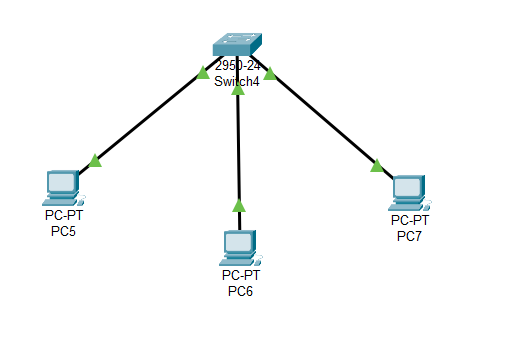 2950-24
Switch4
PC-PT
PC5
PC-PT
PC6
PC-PT
PC7